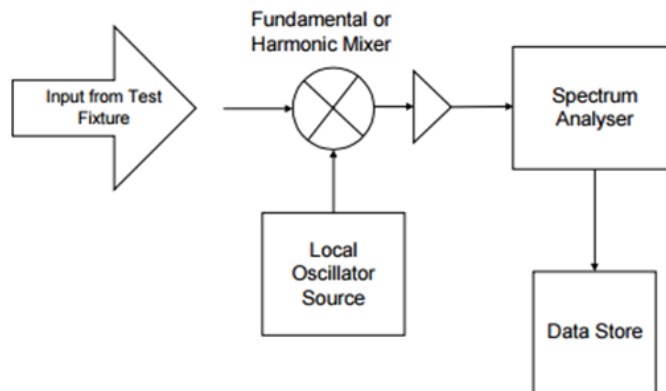 Fundamental or
Harmonic Mixer
Input from Test
Fixture
Spectrum
Analyser
Local
Oscillator
Source
Data Store